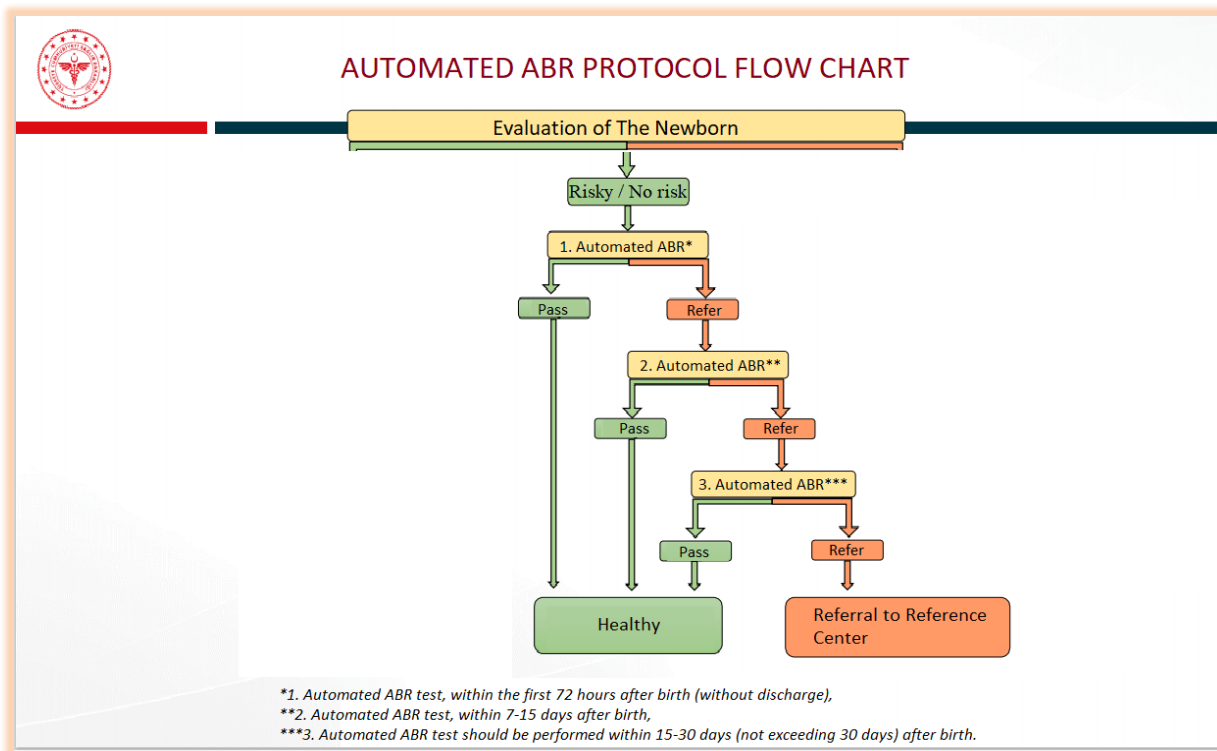 AUTOMATED ABR PROTOCOL FLOW CHART
Evaluation of The Newborn
Risky / No risk
1. Automated ABR*
Pass
Refer
2. Automated ABR**
Pass
Refer
3. Automated ABR***
Pass
Refer
Healthy
Referral to Reference
Center
*1. Automated ABR test, within the first 72 hours after birth (without discharge),
**2. Automated ABR test, within 7-15 days after birth,
***3. Automated ABR test should be performed within 15-30 days (not exceeding 30 days) after birth.